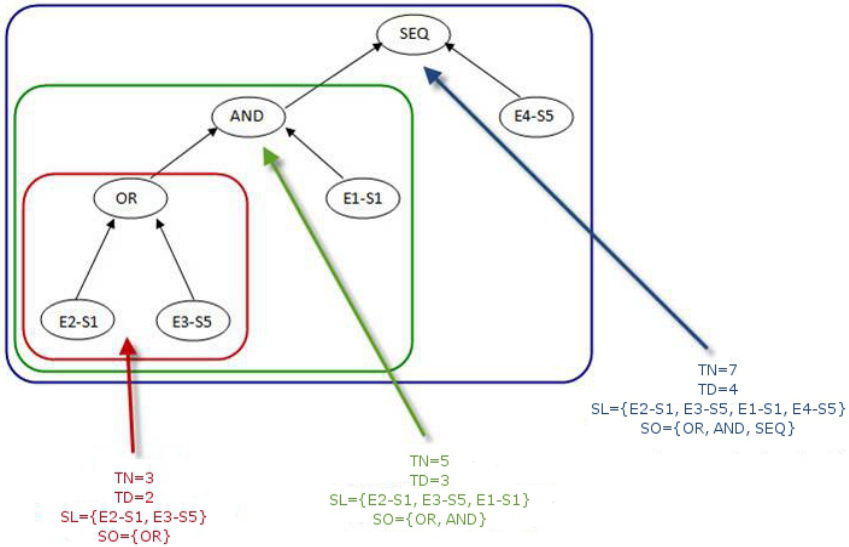 SEQ
AND
E4-S5
OR
E1-S1
E2-S1
E3-S5
TN=7
TD=4
SL={E2-S1, E3-S5, E1-S1, E4-S5}
SO={OR, AND, SEQ}
TN=5
TD=3
SL={E2-S1, E3-S5, E1-S1}
SO={OR, AND}
TN=3
TD=2
SL={E2-S1, E3-S5}
SO={OR}